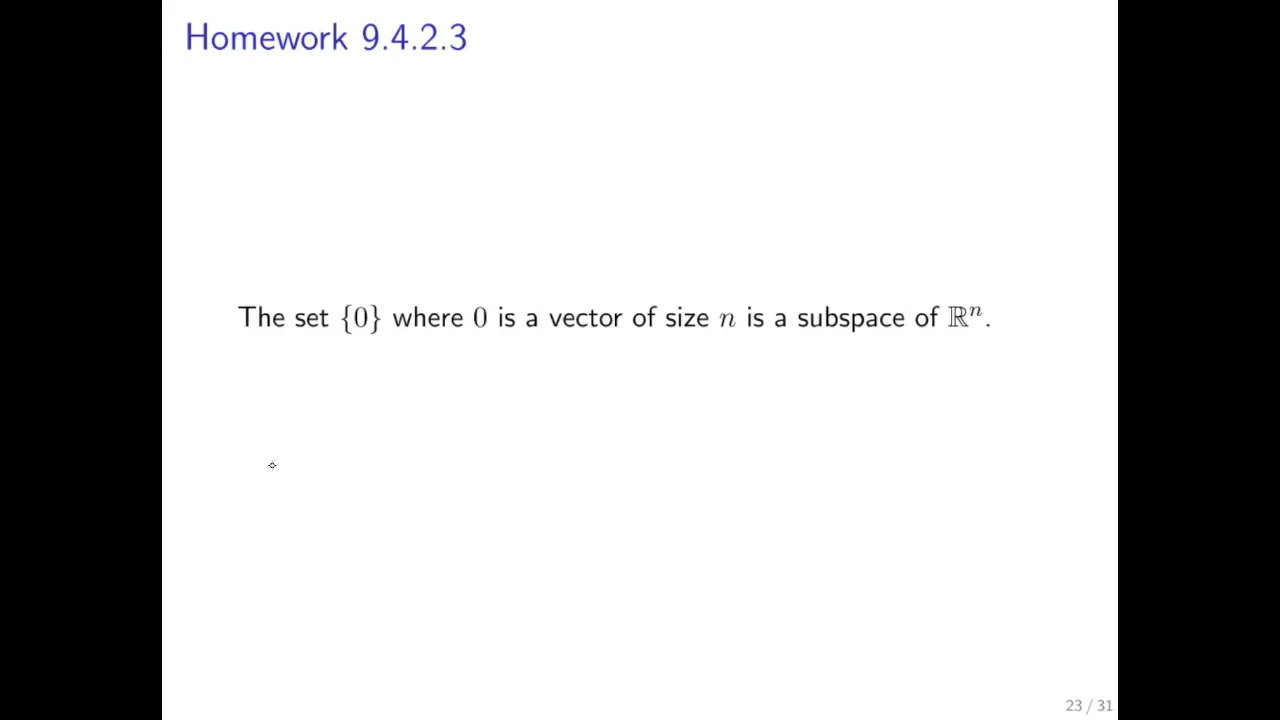 Homework 9.4.2.3
The set {0} where 0 is a vector of size n is a subspace of ℝⁿ.
23 / 31